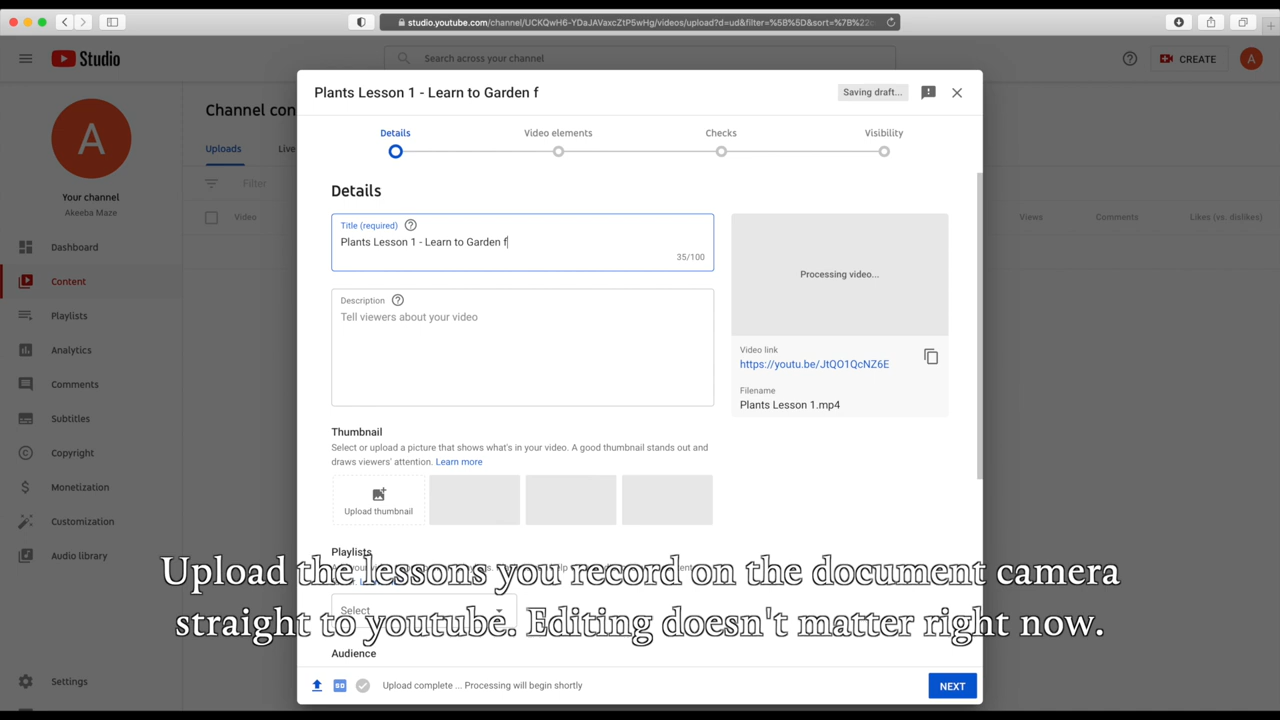 studio.youtube.com/channel/UCKQwH6-YDaJAVaxcZtP5wHg/videos/upload?d=ud&filter=%5B%5D&sort=%7B%22c
Studio
Search across your channel
CREATE
A
A
Your channel
Akeeba Maze
Dashboard
Content
Playlists
Analytics
Comments
Subtitles
Copyright
Monetization
Customization
Audio library
Settings
Channel con
Uploads
Live
Filter
Video
Views
Comments
Likes (vs. dislikes)
Plants Lesson 1 - Learn to Garden f
Saving draft...
Details
Video elements
Checks
Visibility
Details
Title (required)
Plants Lesson 1 - Learn to Garden f
35/100
Description
Tell viewers about your video
Processing video...
Video link
https://youtu.be/JtQO1QcNZ6E
Filename
Plants Lesson 1.mp4
Thumbnail
Select or upload a picture that shows what's in your video. A good thumbnail stands out and
draws viewers' attention. Learn more
Upload thumbnail
Playlists
Select
Upload the lessons you record on the document camera
straight to youtube. Editing doesn't matter right now.
Audience
SD
Upload complete ... Processing will begin shortly
NEXT